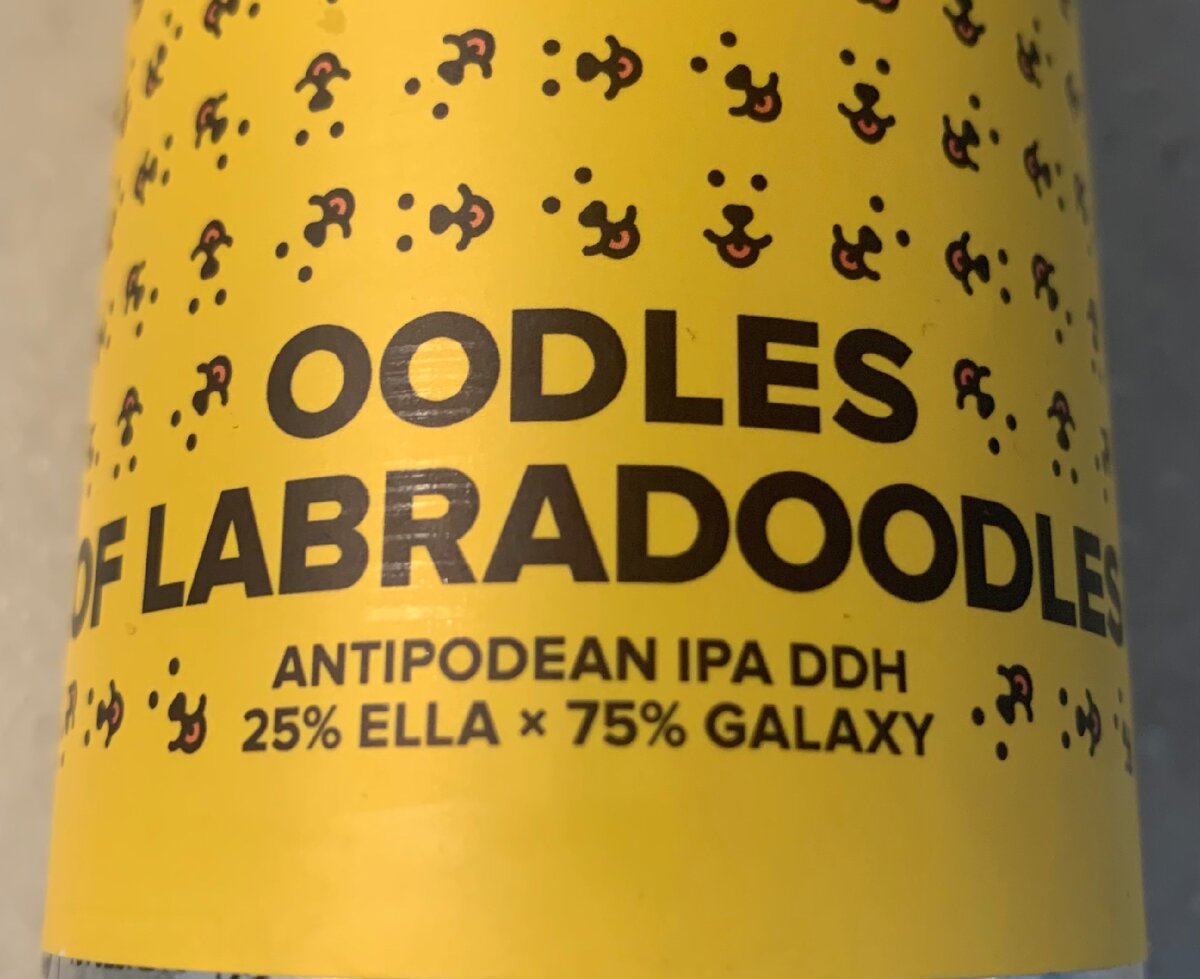 OODLES
OF LABRADOODLES
ANTIPODEAN IPA DDH
25% ELLA × 75% GALAXY